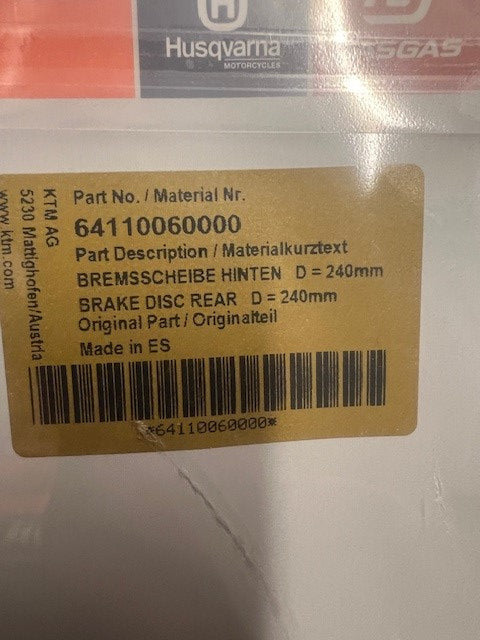 Husqvarna
MOTORCYCLES
GASGAS
Part No. / Material Nr.
64110060000
Part Description / Materialkurztext
BREMSSCHEIBE HINTEN D = 240mm
BRAKE DISC REAR D = 240mm
Original Part / Originalteil
Made in ES
*64110060000*
KTM AG
5230 Mattighofen/Austria
www.ktm.com